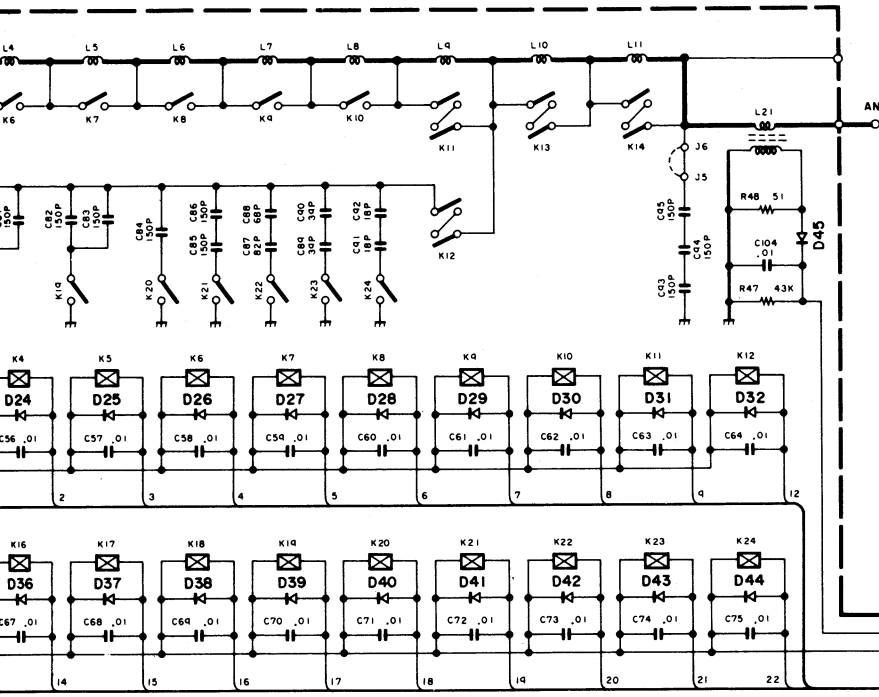 L4 L5 L6 L7 L8 L9 L10 L11
L21
AN
K6 K7 K8 K9 K10
K11 K13 K14
J6
J5
R48 51
D45
C104
.01
R47 43K
C82
150P
C83
150P
C84
150P
C86
150P
C85
150P
C88
68P
C87
82P
C90
39P
C89
39P
C92
18P
C91
18P
K12
C95
150P
C94
150P
C93
150P
K19 K20 K21 K22 K23 K24
K4 K5 K6 K7 K8 K9 K10 K11 K12
D24 D25 D26 D27 D28 D29 D30 D31 D32
C56 .01 C57 .01 C58 .01 C59 .01 C60 .01 C61 .01 C62 .01 C63 .01 C64 .01
2 3 4 5 6 7 8 9 12
K16 K17 K18 K19 K20 K21 K22 K23 K24
D36 D37 D38 D39 D40 D41 D42 D43 D44
C67 .01 C68 .01 C69 .01 C70 .01 C71 .01 C72 .01 C73 .01 C74 .01 C75 .01
14 15 16 17 18 19 20 21 22